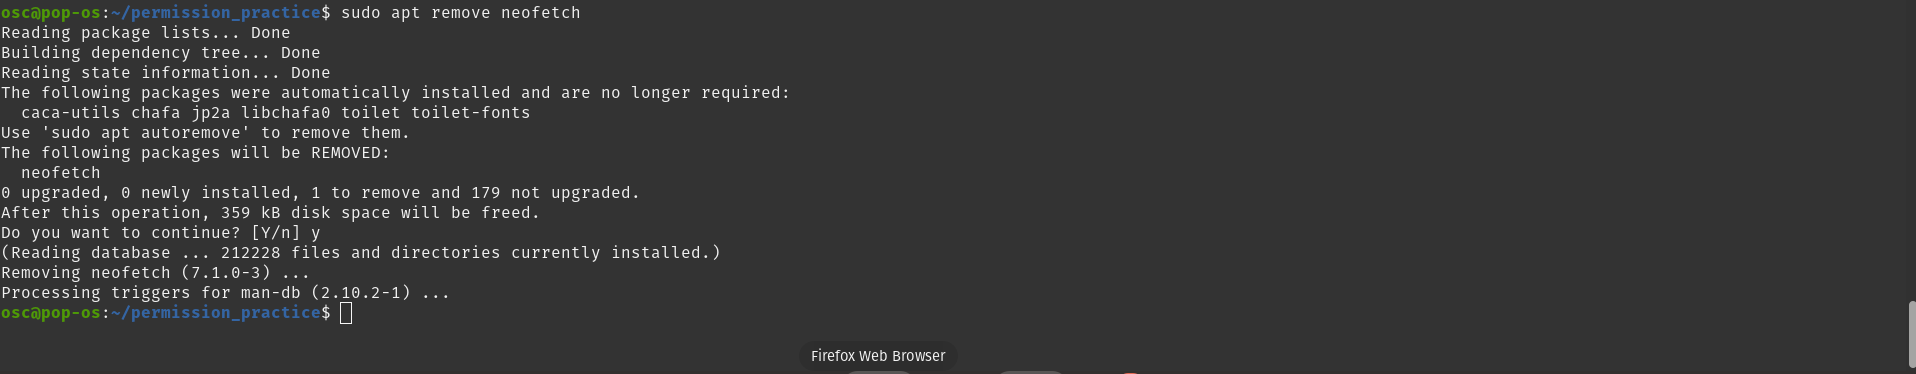 osc@pop-os:~/permission_practice$ sudo apt remove neofetch
Reading package lists... Done
Building dependency tree... Done
Reading state information... Done
The following packages were automatically installed and are no longer required:
  caca-utils chafa jp2a libchafa0 toilet toilet-fonts
Use 'sudo apt autoremove' to remove them.
The following packages will be REMOVED:
  neofetch
0 upgraded, 0 newly installed, 1 to remove and 179 not upgraded.
After this operation, 359 kB disk space will be freed.
Do you want to continue? [Y/n] y
(Reading database ... 212228 files and directories currently installed.)
Removing neofetch (7.1.0-3) ...
Processing triggers for man-db (2.10.2-1) ...
osc@pop-os:~/permission_practice$
Firefox Web Browser